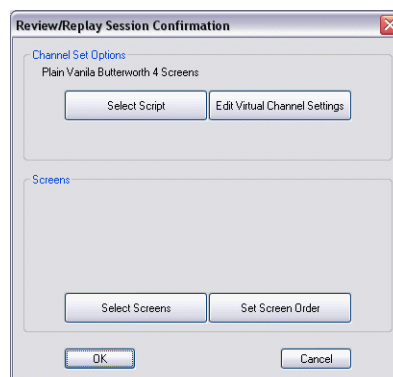 Review/Replay Session Confirmation
Channel Set Options
Plain Vanila Butterworth 4 Screens
Select Script Edit Virtual Channel Settings
Screens
Select Screens Set Screen Order
OK Cancel